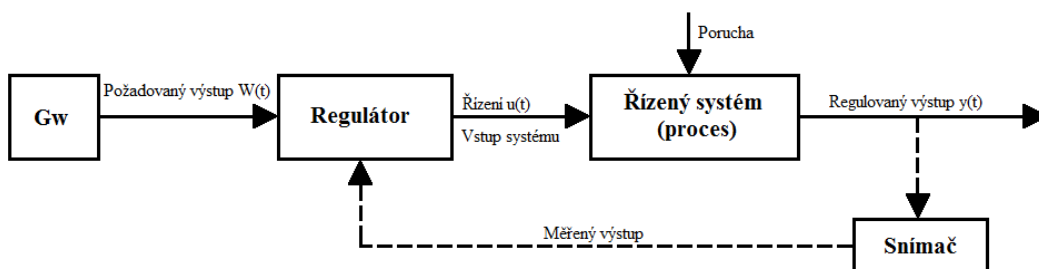 Porucha
Gw
Požadovaný výstup W(t)
Regulátor
Řízení u(t)
Vstup systému
Řízený systém
(proces)
Regulovaný výstup y(t)
Měřený výstup
Snímač